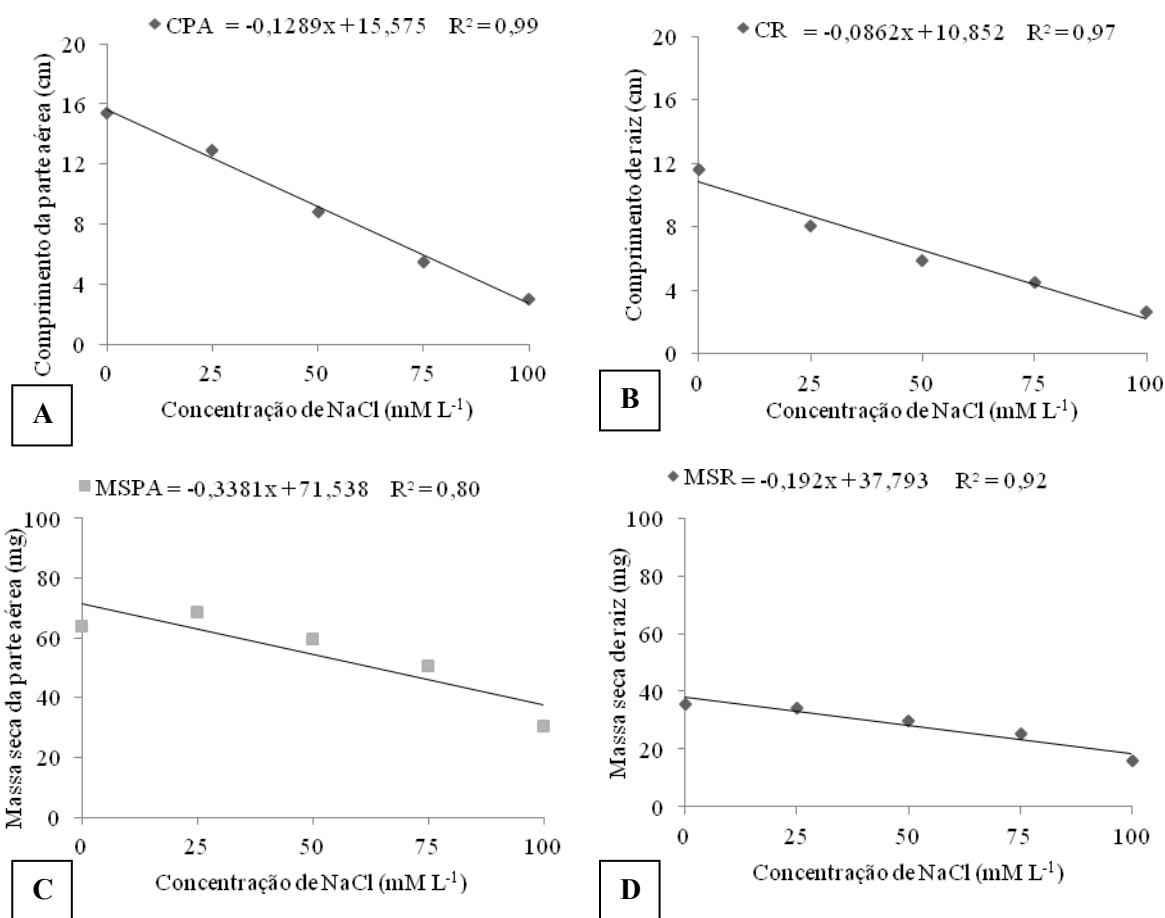 CPA = -0,1289x + 15,575 R² = 0,99
Comprimento da parte aérea (cm)
20
16
12
8
4
0
0 25 50 75 100
Concentração de NaCl (mM L⁻¹)
A
CR = -0,0862x + 10,852 R² = 0,97
Comprimento de raiz (cm)
20
16
12
8
4
0
0 25 50 75 100
Concentração de NaCl (mM L⁻¹)
B
MSPA = -0,3381x + 71,538 R² = 0,80
Massa seca da parte aérea (mg)
100
80
60
40
20
0
0 25 50 75 100
Concentração de NaCl (mM L⁻¹)
C
MSR = -0,192x + 37,793 R² = 0,92
Massa seca de raiz (mg)
100
80
60
40
20
0
0 25 50 75 100
Concentração de NaCl (mM L⁻¹)
D